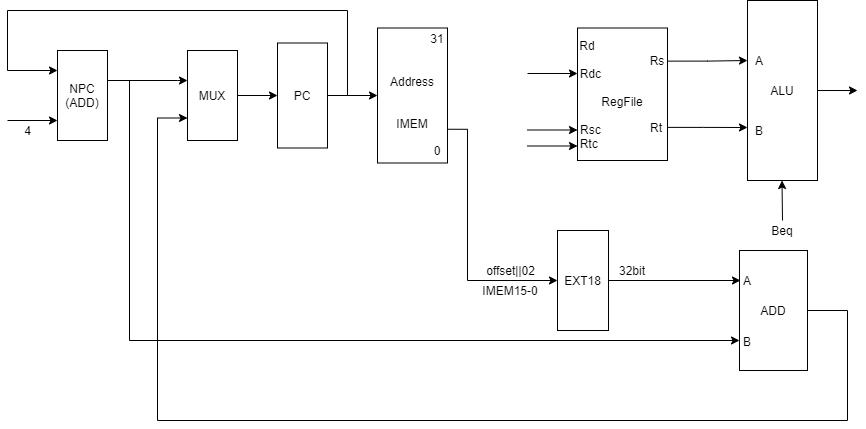 4
NPC
(ADD)
MUX
PC
31
Address
IMEM
0
Rd
Rdc
RegFile
Rsc
Rtc
Rs
Rt
A
ALU
B
Beq
offset||02
IMEM15-0
EXT18
32bit
A
ADD
B